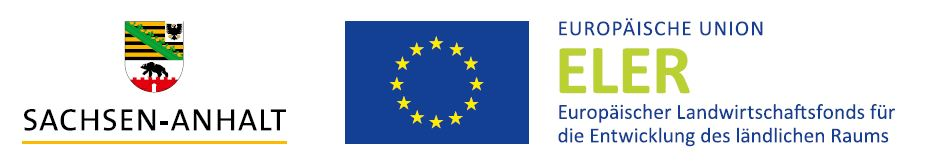 SACHSEN-ANHALT
EUROPÄISCHE UNION
ELER
Europäischer Landwirtschaftsfonds für
die Entwicklung des ländlichen Raums